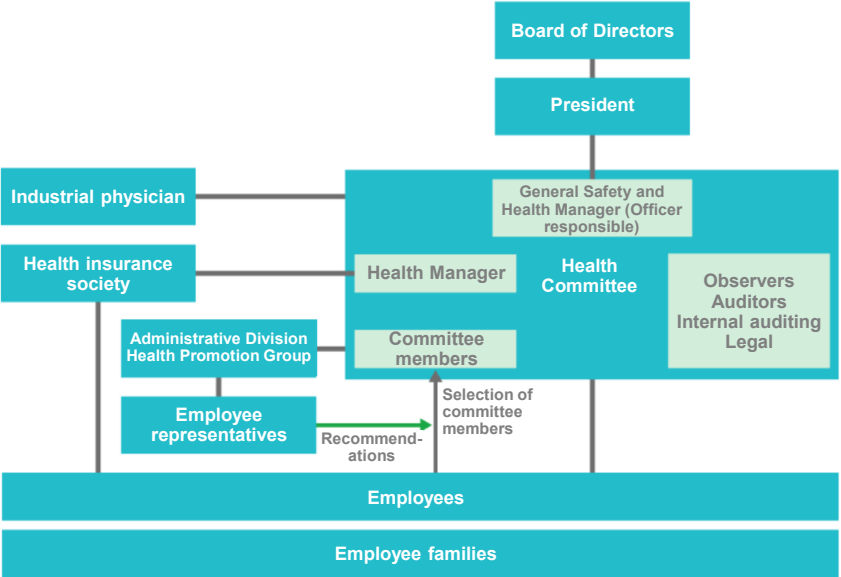 Board of Directors
President
Industrial physician
General Safety and
Health Manager (Officer
responsible)
Health insurance
society
Health Manager
Health
Committee
Observers
Auditors
Internal auditing
Legal
Administrative Division
Health Promotion Group
Committee
members
Employee
representatives
Recommend-
ations
Selection of
committee
members
Employees
Employee families